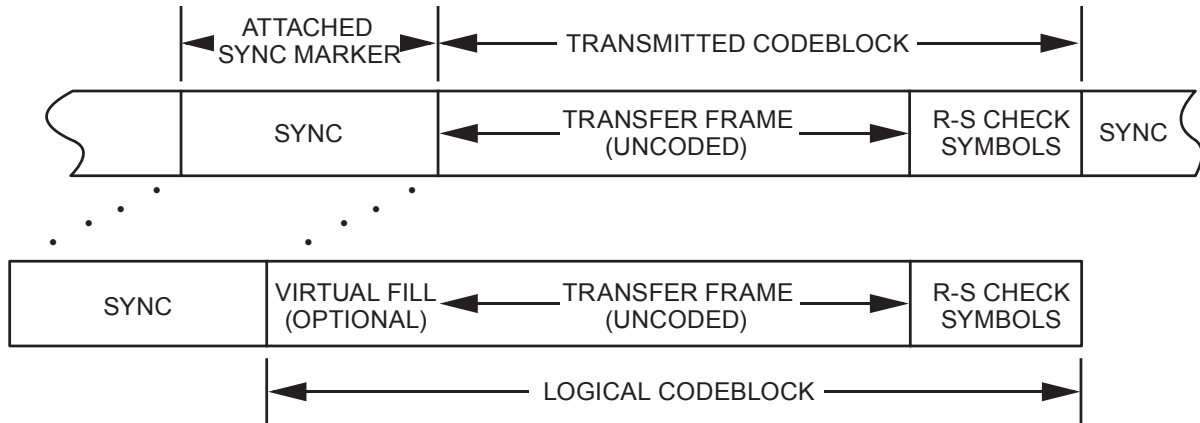 ATTACHED
SYNC MARKER
TRANSMITTED CODEBLOCK
SYNC
TRANSFER FRAME
(UNCODED)
R-S CHECK
SYMBOLS
SYNC
SYNC
VIRTUAL FILL
(OPTIONAL)
TRANSFER FRAME
(UNCODED)
R-S CHECK
SYMBOLS
LOGICAL CODEBLOCK